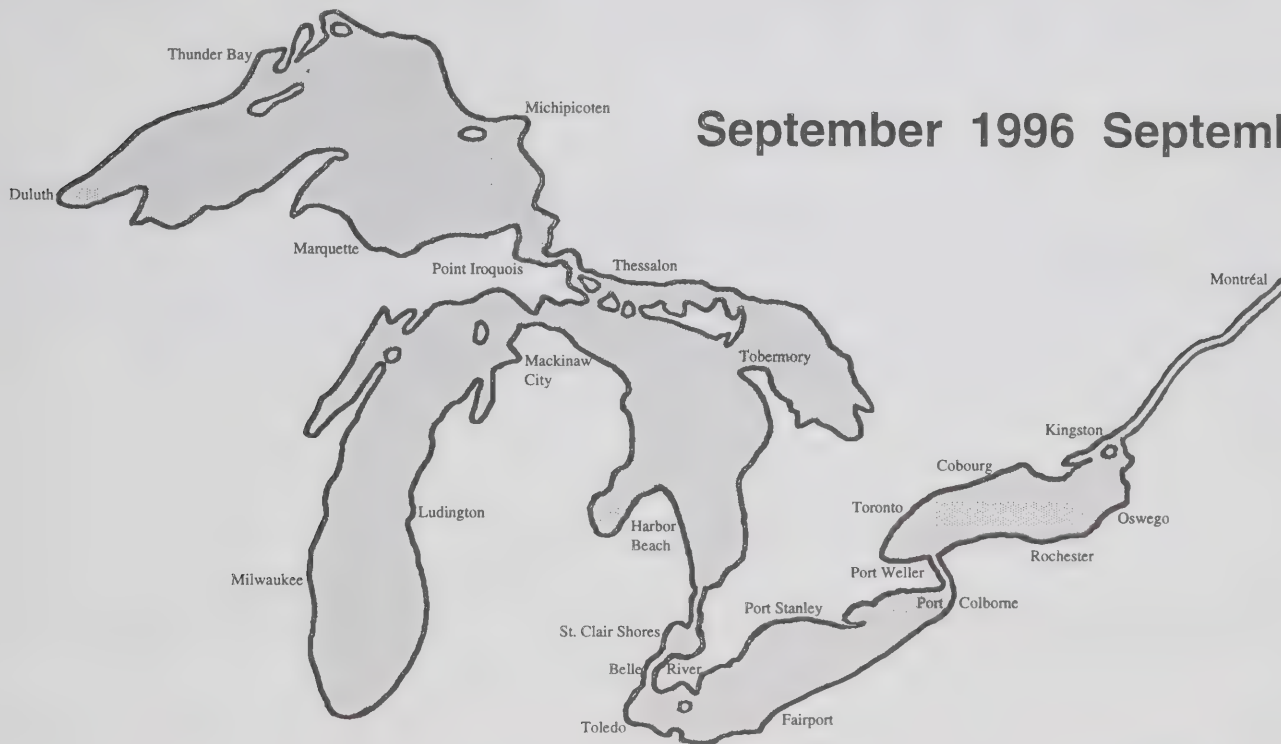 Thunder Bay
Michipicoten
September 1996 Septemb
Duluth
Marquette
Point Iroquois
Thessalon
Montréal
Mackinaw
City
Tobermory
Kingston
Cobourg
Ludington
Toronto
Oswego
Harbor
Beach
Rochester
Milwaukee
Port Weller
Port Colborne
Port Stanley
St. Clair Shores
Belle River
Toledo
Fairport